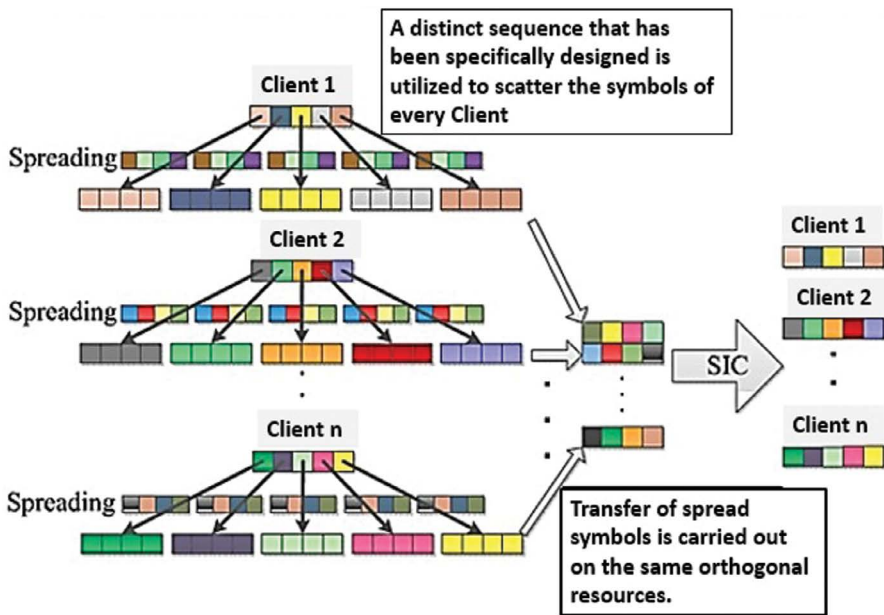 A distinct sequence that has
been specifically designed is
utilized to scatter the symbols of
every Client
Client 1
Spreading
Client 2
Spreading
Client n
Spreading
SIC
Client 1
Client 2
Client n
Transfer of spread
symbols is carried out
on the same orthogonal
resources.